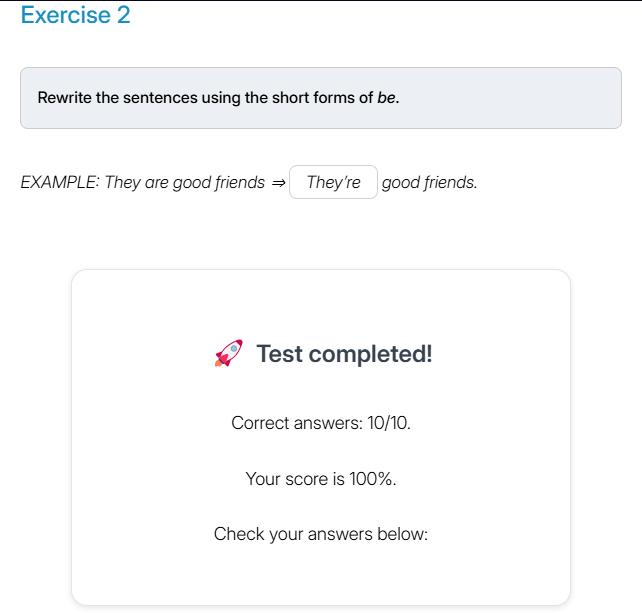 Exercise 2
Rewrite the sentences using the short forms of be.
EXAMPLE: They are good friends ⇒ They're good friends.
🚀 Test completed!
Correct answers: 10/10.
Your score is 100%.
Check your answers below: